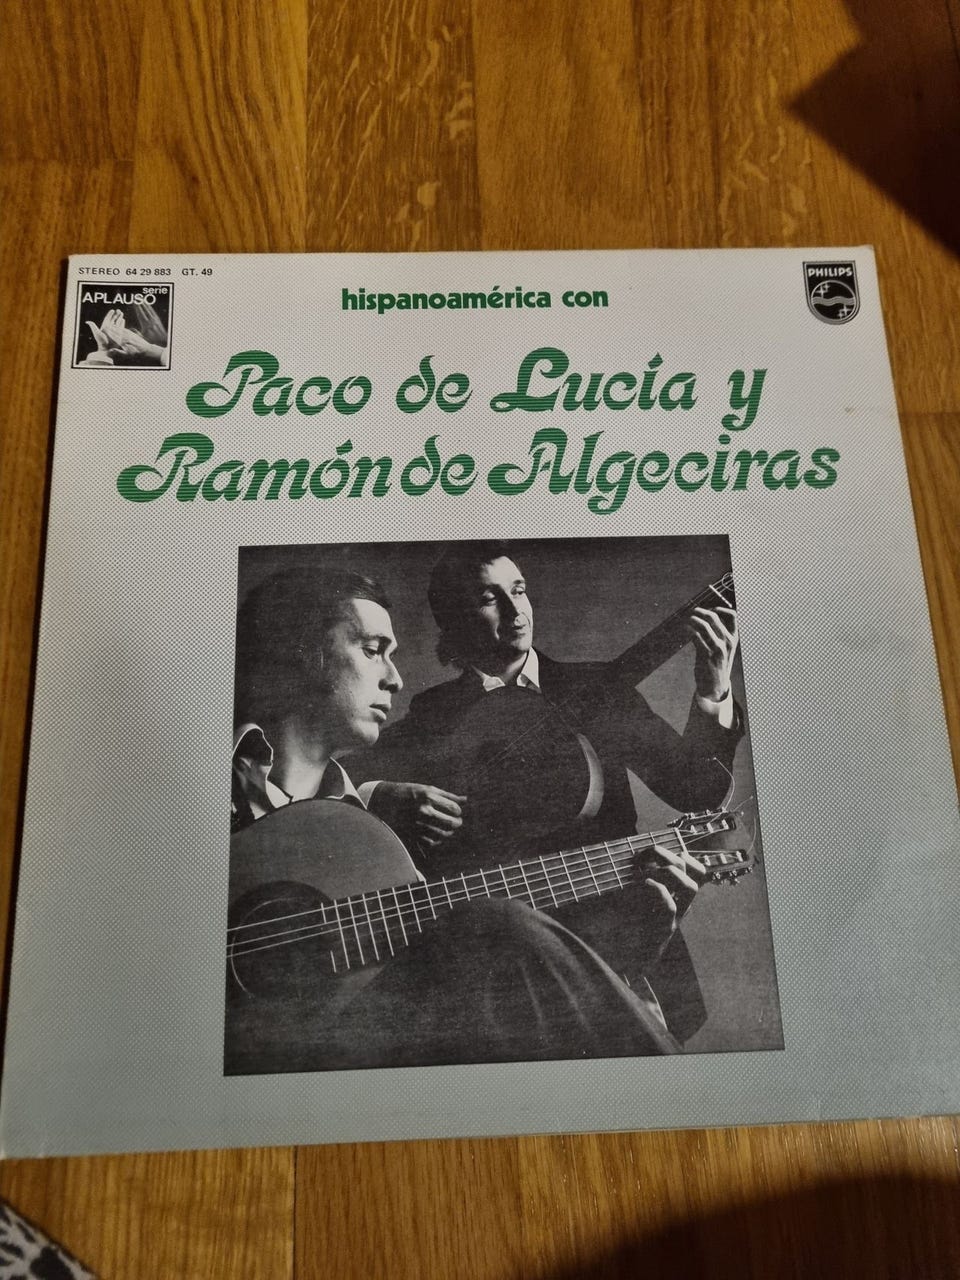 STEREO 64 29 883 GT. 49
serie
APLAUSO
PHILIPS
hispanoamérica con
Paco de Lucía y
Ramón de Algeciras